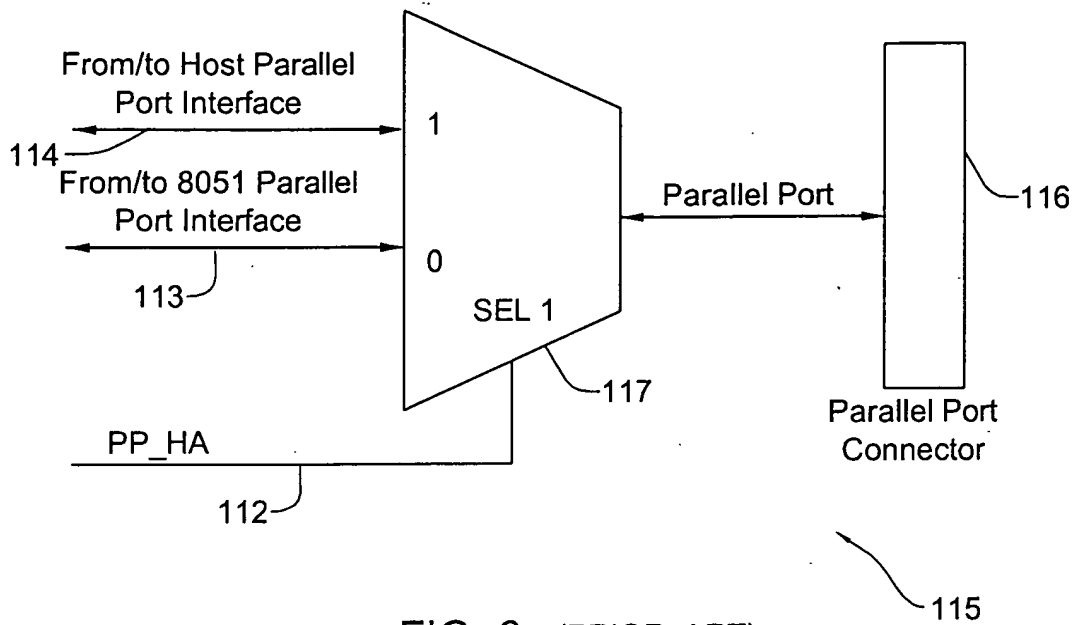 From/to Host Parallel
Port Interface
114
1
From/to 8051 Parallel
Port Interface
113
0
SEL 1
117
Parallel Port
116
Parallel Port
Connector
PP_HA
112
115